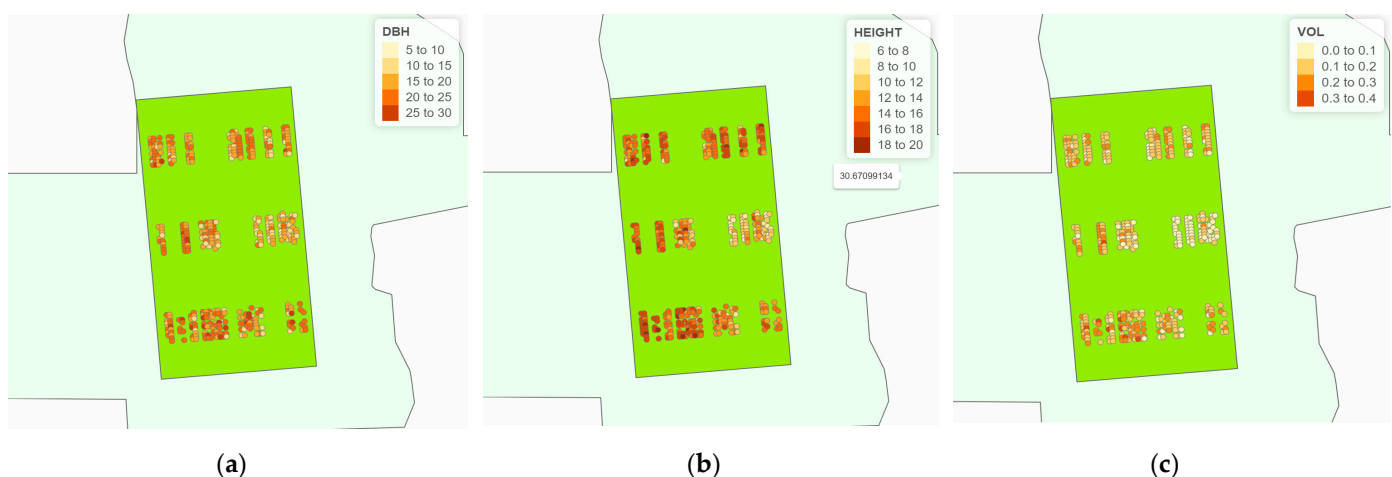 DBH
5 to 10
10 to 15
15 to 20
20 to 25
25 to 30
HEIGHT
6 to 8
8 to 10
10 to 12
12 to 14
14 to 16
16 to 18
18 to 20
30.67099134
VOL
0.0 to 0.1
0.1 to 0.2
0.2 to 0.3
0.3 to 0.4
(a)
(b)
(c)